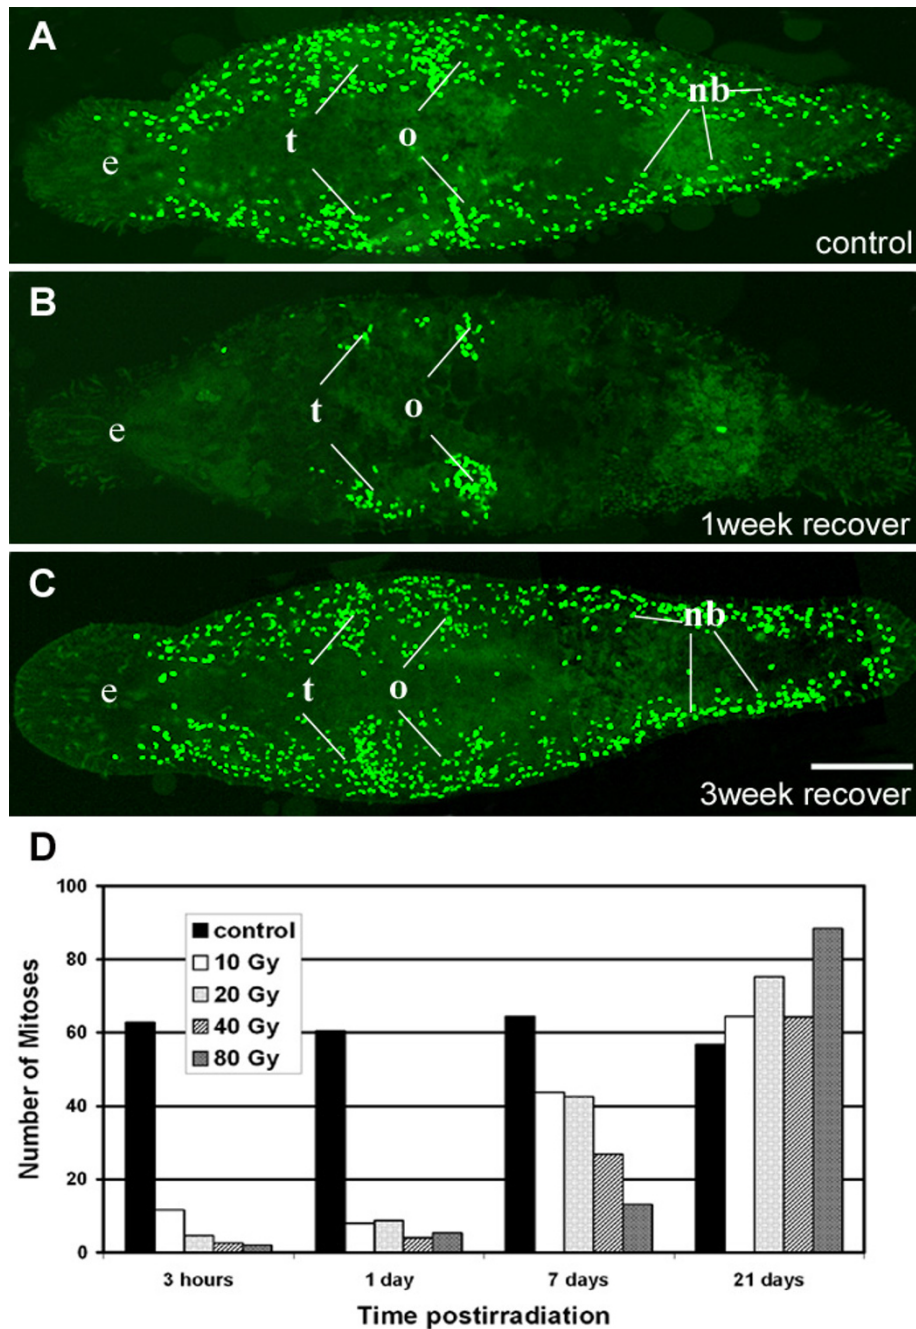 A
nb
t
o
e
control
B
t
o
e
1week recover
C
nb
e
t
o
3week recover
D
100
80
60
40
20
0
Number of Mitoses
control
10 Gy
20 Gy
40 Gy
80 Gy
3 hours 1 day 7 days 21 days
Time postirradiation